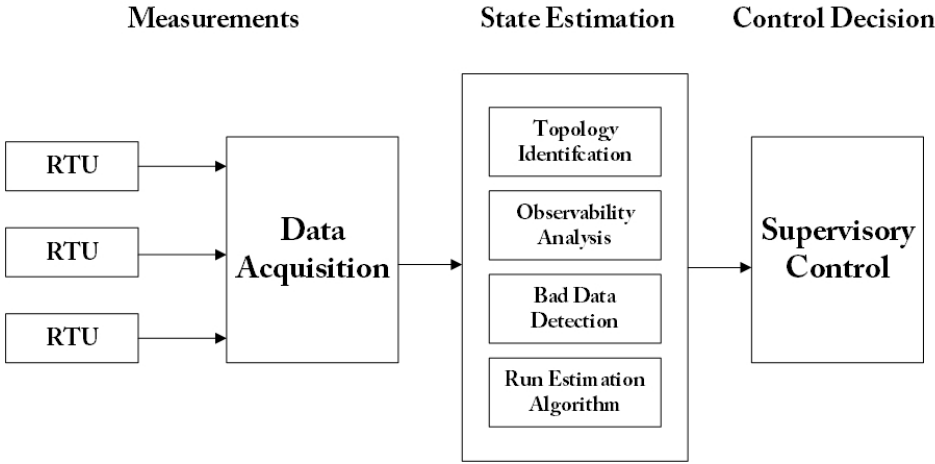 Measurements
State Estimation
Control Decision
RTU
RTU
RTU
Data
Acquisition
Topology
Identifcation
Observability
Analysis
Bad Data
Detection
Run Estimation
Algorithm
Supervisory
Control